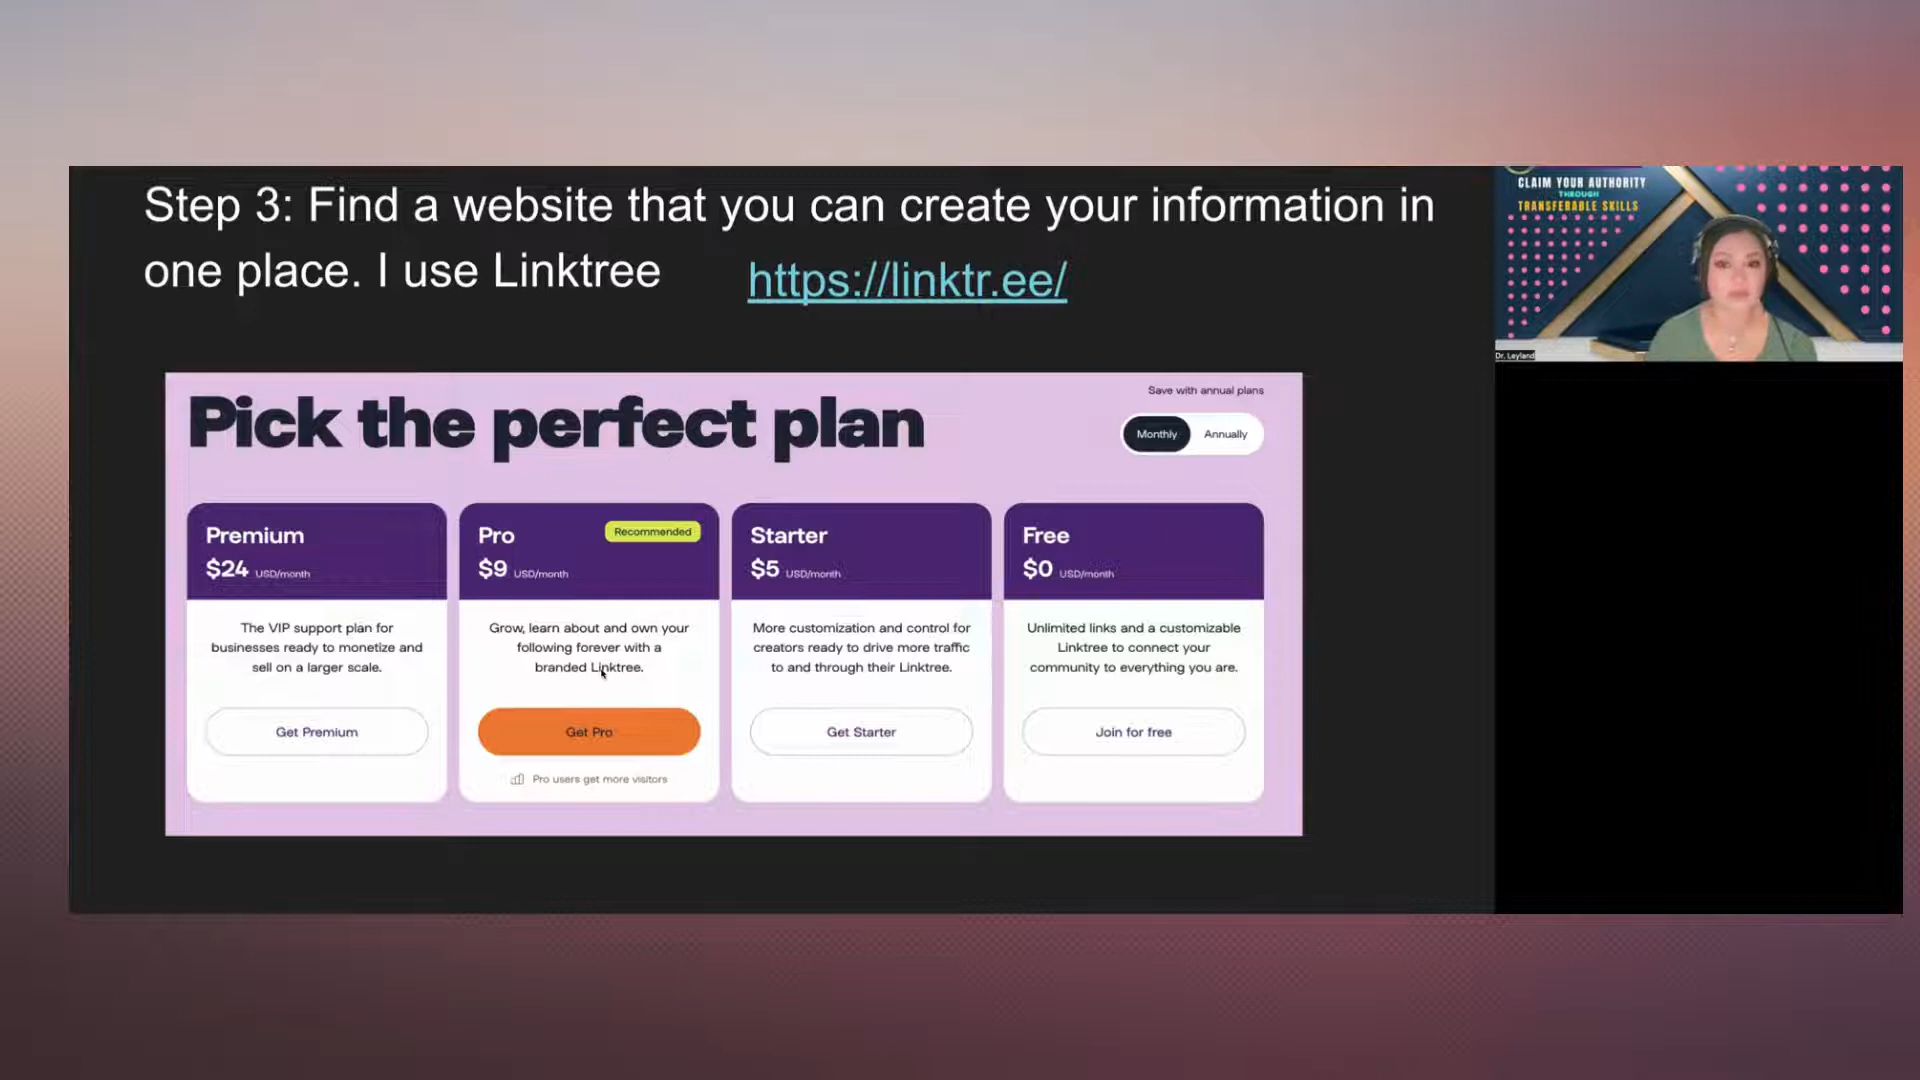 Step 3: Find a website that you can create your information in
one place. I use Linktree
https://linktr.ee/
CLAIM YOUR AUTHORITY
THROUGH
TRANSFERABLE SKILLS
Dr. Leyland
Pick the perfect plan
Save with annual plans
Monthly
Annually
Premium
$24 USD/month
The VIP support plan for
businesses ready to monetize and
sell on a larger scale.
Get Premium
Pro
Recommended
$9 USD/month
Grow, learn about and own your
following forever with a
branded Linktree.
Get Pro
Pro users get more visitors
Starter
$5 USD/month
More customization and control for
creators ready to drive more traffic
to and through their Linktree.
Get Starter
Free
$0 USD/month
Unlimited links and a customizable
Linktree to connect your
community to everything you are.
Join for free